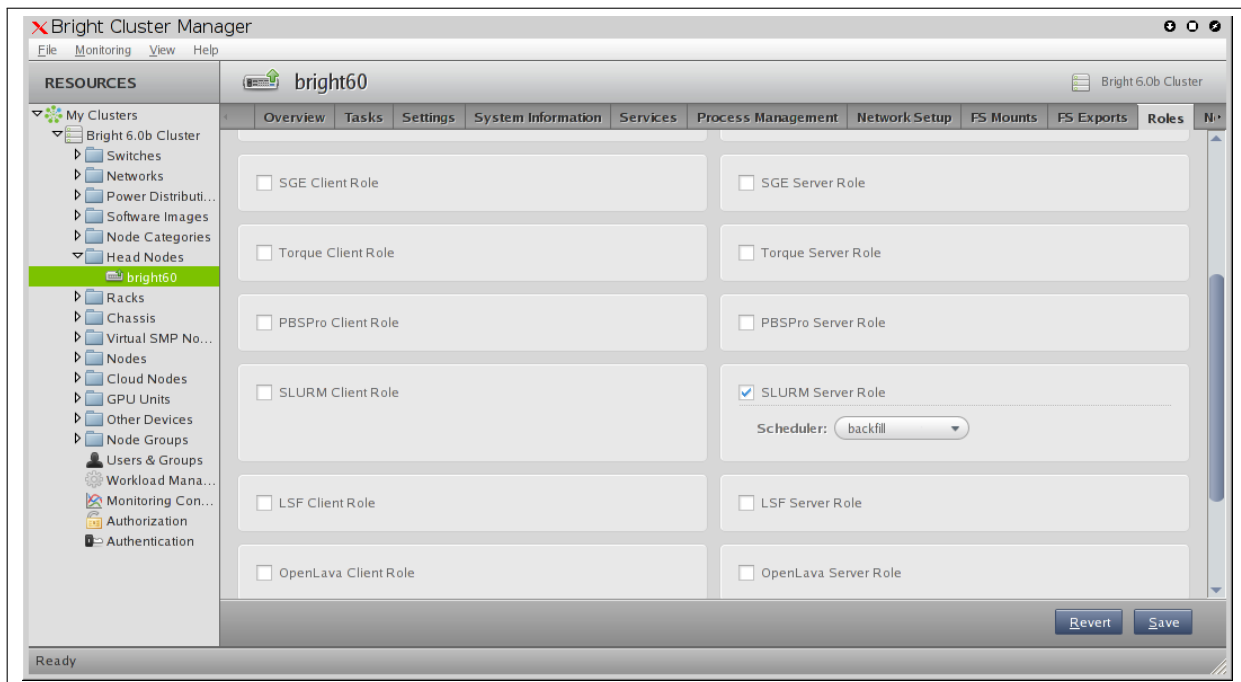 Bright Cluster Manager
File Monitoring View Help
RESOURCES
bright60
Bright 6.0b Cluster
My Clusters
Bright 6.0b Cluster
Switches
Networks
Power Distributi...
Software Images
Node Categories
Head Nodes
bright60
Racks
Chassis
Virtual SMP No...
Nodes
Cloud Nodes
GPU Units
Other Devices
Node Groups
Users & Groups
Workload Mana...
Monitoring Con...
Authorization
Authentication
Overview Tasks Settings System Information Services Process Management Network Setup FS Mounts FS Exports Roles
SGE Client Role SGE Server Role
Torque Client Role Torque Server Role
PBSPro Client Role PBSPro Server Role
SLURM Client Role SLURM Server Role
Scheduler: backfill
LSF Client Role LSF Server Role
OpenLava Client Role OpenLava Server Role
Revert Save
Ready